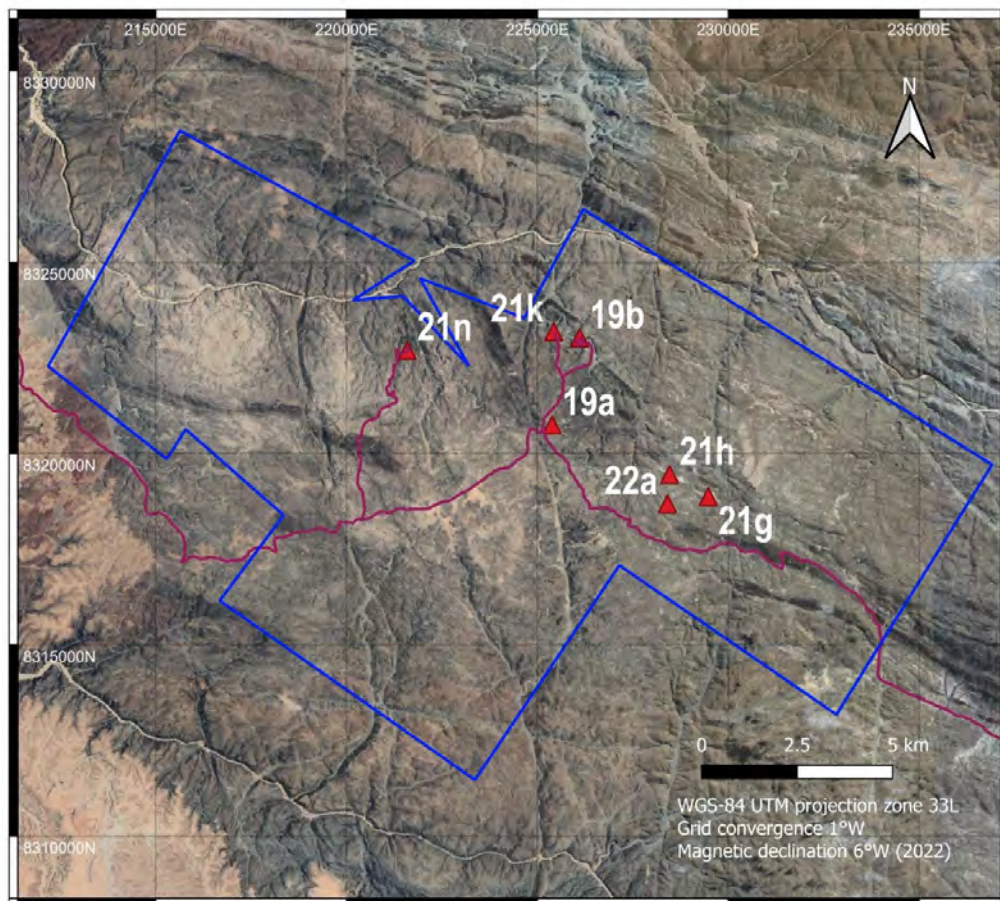 215000E
220000E
225000E
230000E
235000E
8330000N
N
8325000N
21n
21k
19b
19a
8320000N
21h
22a
21g
8315000N
0 2.5 5 km
WGS-84 UTM projection zone 33L
Grid convergence 1°W
Magnetic declination 6°W (2022)
8310000N